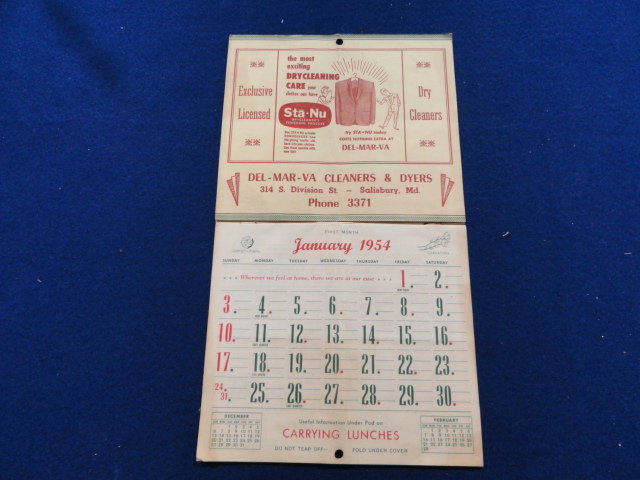 the most
exciting
DRYCLEANING
CARE your
clothes can have
Exclusive
Licensed
Dry
Cleaners
Sta-Nu
try STA-NU today
COSTS NOTHING EXTRA AT
DEL-MAR-VA
DEL-MAR-VA CLEANERS & DYERS
314 S. Division St. - Salisbury, Md.
Phone 3371
FIRST MONTH
January 1954
CARNATION
SUNDAY MONDAY TUESDAY WEDNESDAY THURSDAY FRIDAY SATURDAY
Wherever we feel at home, there we are at our ease
1. 2.
3. 4. 5. 6. 7. 8. 9.
10. 11. 12. 13. 14. 15. 16.
17. 18. 19. 20. 21. 22. 23.
24. 31. 25. 26. 27. 28. 29. 30.
DECEMBER
FEBRUARY
Useful Information Under Pad on
CARRYING LUNCHES
DO NOT TEAR OFF- FOLD UNDER COVER